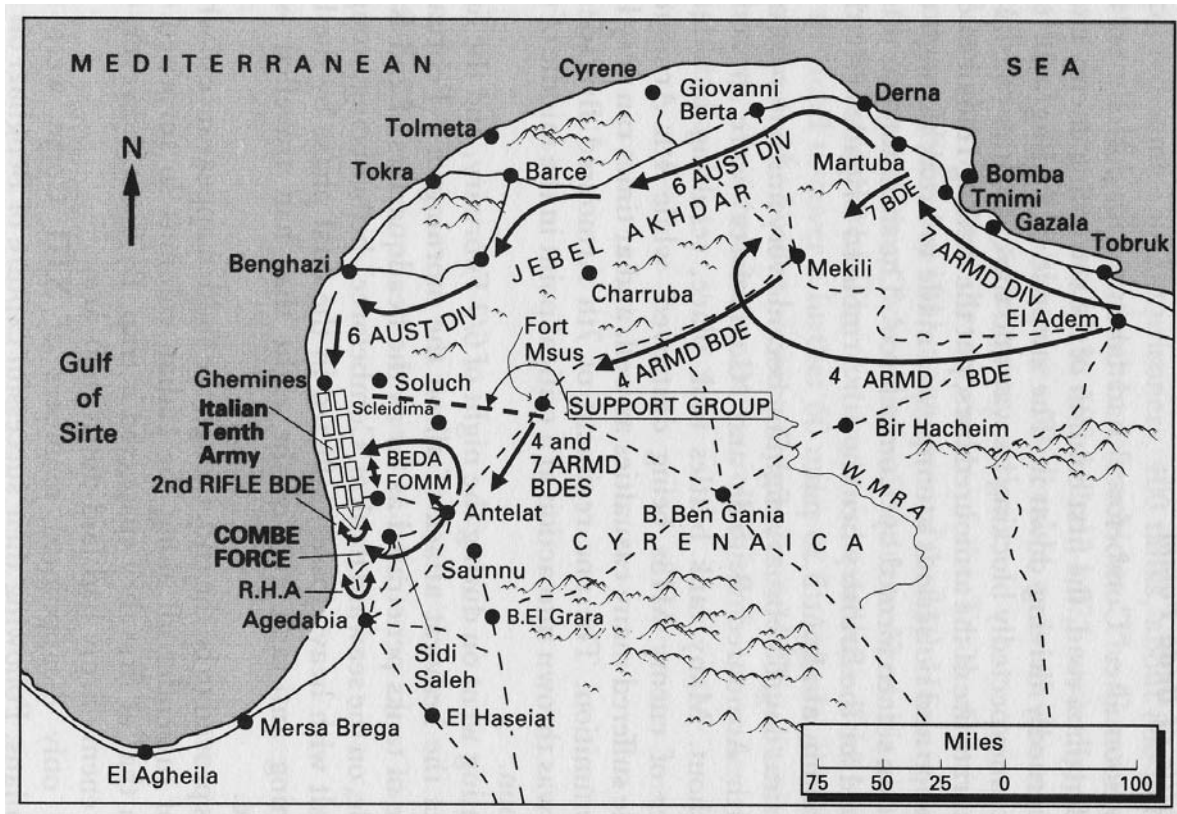 MEDITERRANEAN
SEA
Cyrene
Giovanni
Berta
Derna
Tolmeta
N
Tokra
Barce
6 AUST DIV
Martuba
7 BDE
Bomba
Tmimi
Gazala
Tobruk
7 ARMD DIV
JEBEL AKHDAR
Benghazi
Mekili
Charruba
El Adem
6 AUST DIV
Fort
Msus
4 ARMD BDE
4 ARMD BDE
Gulf
of
Sirte
Ghemines
Soluch
Scleidima
SUPPORT GROUP
Italian
Tenth
Army
BEDA
FOMM
4 and
7 ARMD
BDES
Bir Hacheim
2nd RIFLE BDE
W. MRA
Antelat
B. Ben Gania
COMBE
FORCE
CYRENAICA
Saunnu
R.H.A
Agedabia
B.El Grara
Sidi
Saleh
El Haseiat
Mersa Brega
El Agheila
Miles
75 50 0 100